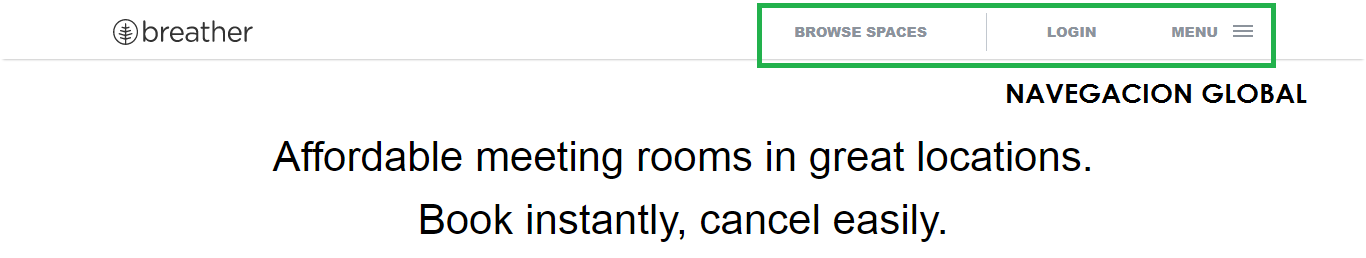 breather BROWSE SPACES LOGIN MENU
NAVEGACION GLOBAL
Affordable meeting rooms in great locations.
Book instantly, cancel easily.